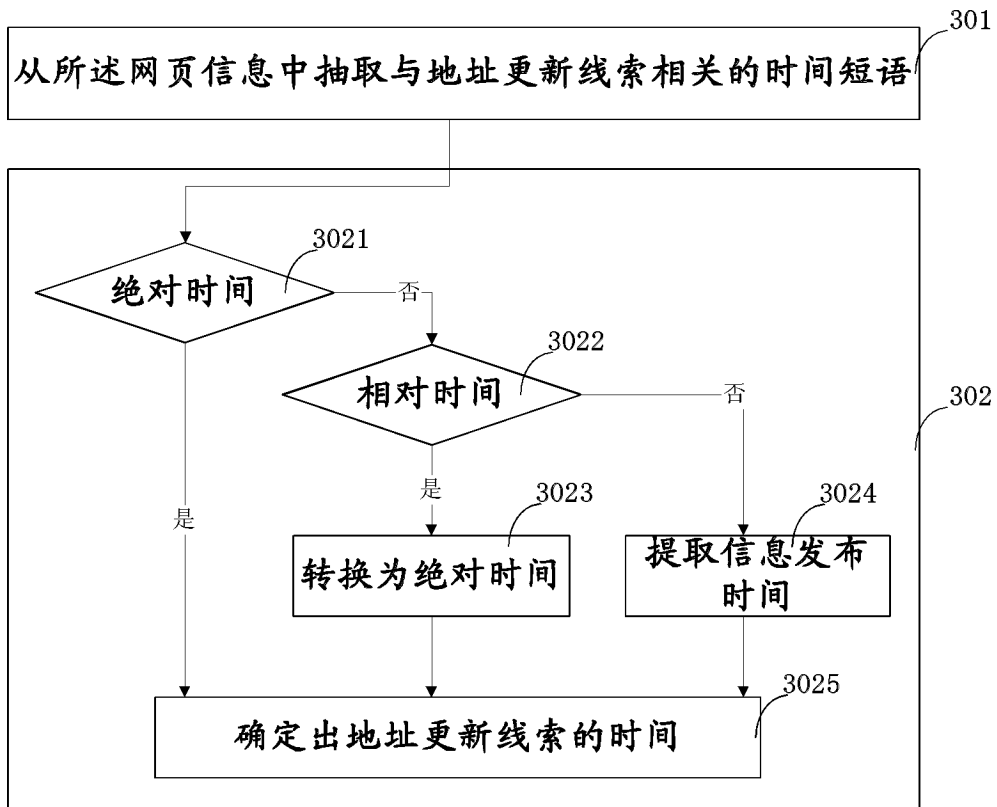 301
从所述网页信息中抽取与地址更新线索相关的时间短语
3021
绝对时间
否
3022
相对时间
否
302
是
是
3023
转换为绝对时间
3024
提取信息发布
时间
3025
确定出地址更新线索的时间